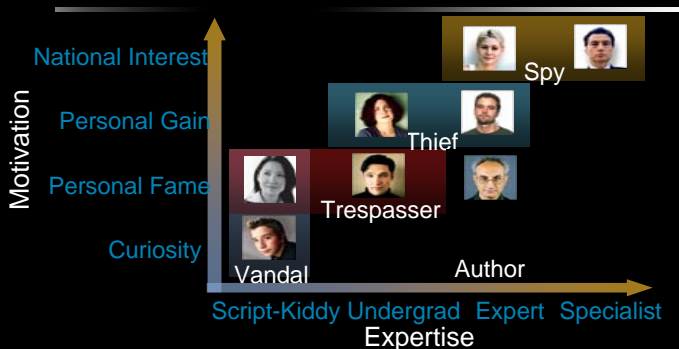 National Interest
Spy
Personal Gain
Thief
Motivation
Personal Fame
Trespasser
Curiosity
Vandal
Author
Script-Kiddy Undergrad Expert Specialist
Expertise